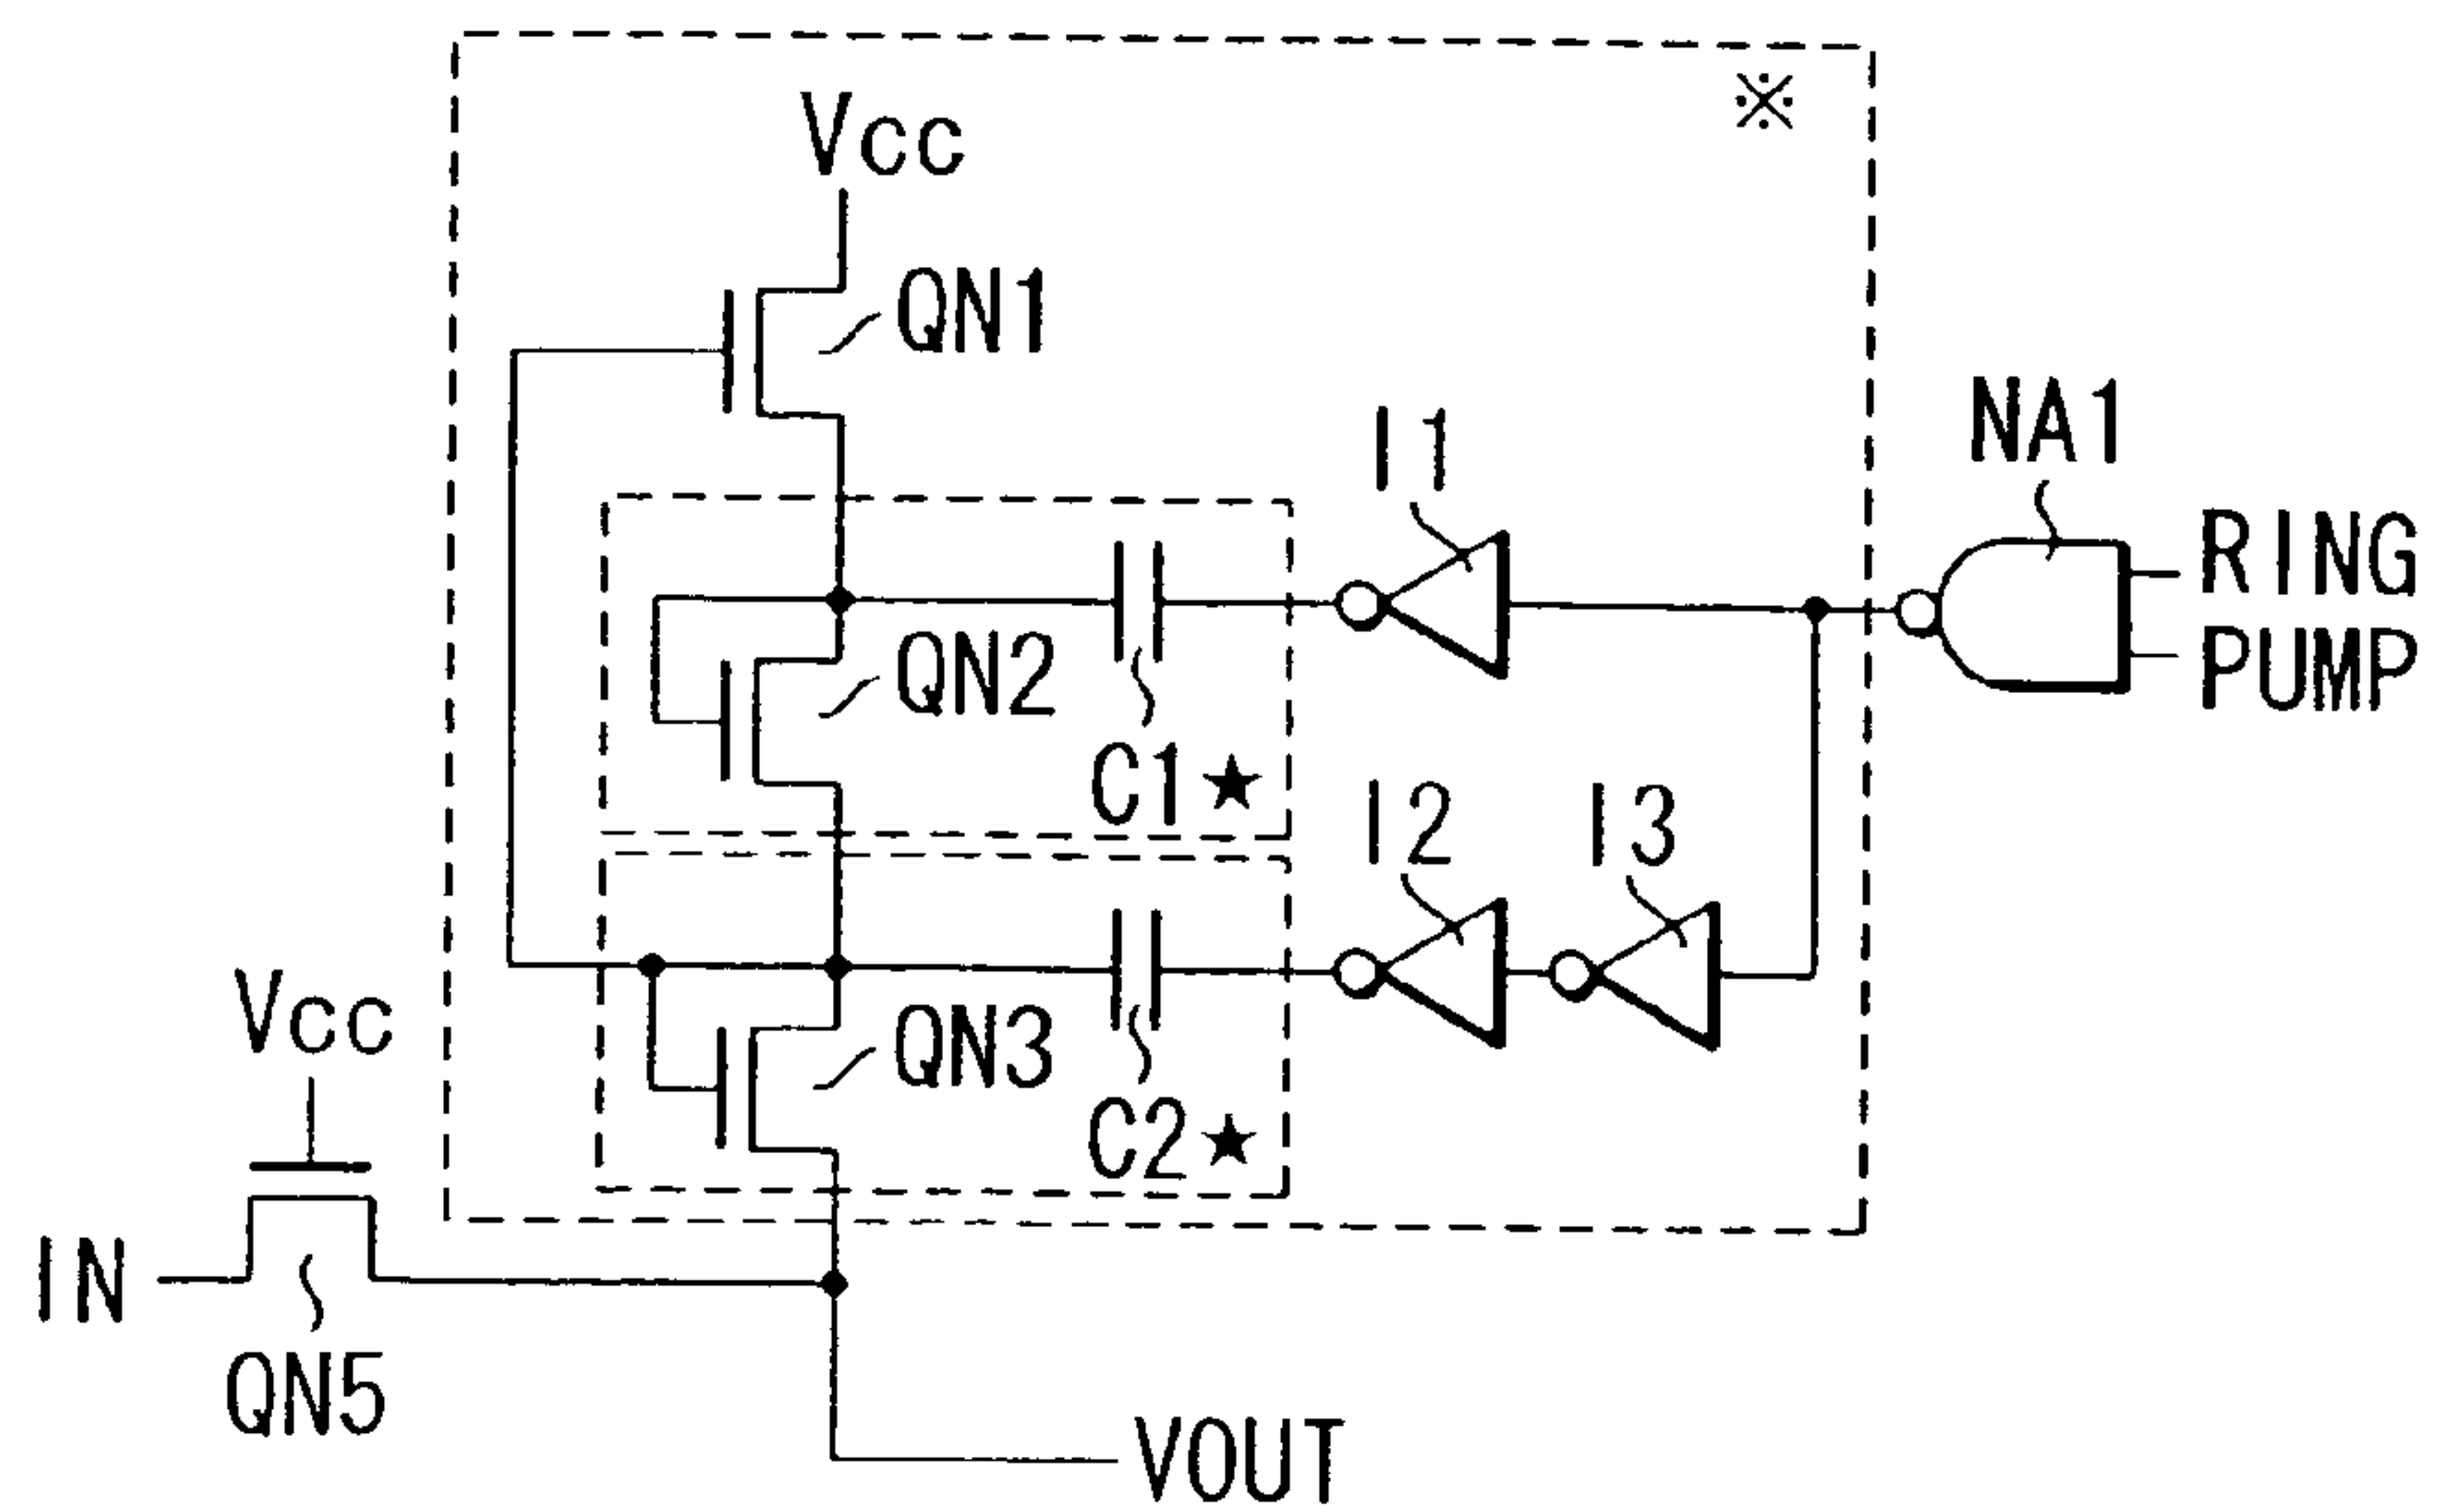 ※
Vcc
QN1
NA1
I1
RING
PUMP
QN2
C1★
I2
I3
Vcc
QN3
C2★
IN
QN5
VOUT